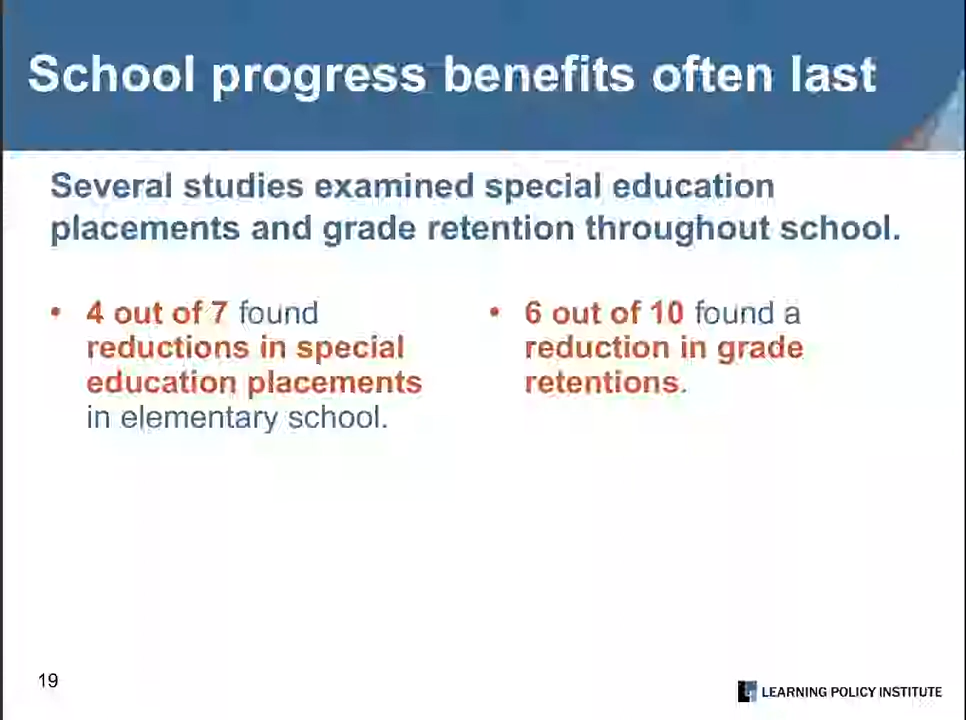 School progress benefits often last
Several studies examined special education
placements and grade retention throughout school.
• 4 out of 7 found
reductions in special
education placements
in elementary school.
• 6 out of 10 found a
reduction in grade
retentions.
19
LEARNING POLICY INSTITUTE